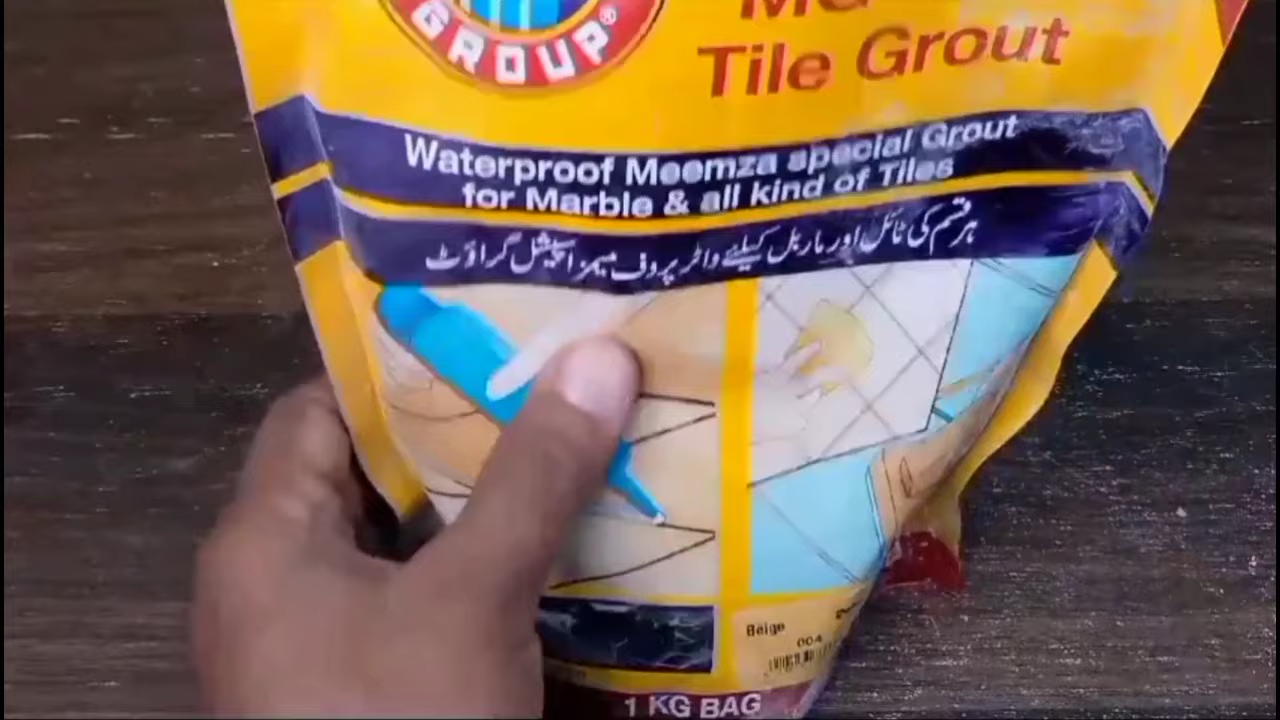 GROUP®
Tile Grout
Waterproof Meemza special Grout
for Marble & all kind of Tiles
ہر قسم کی ٹائل اور ماربل کیلئے واٹر پروف میمزا اسپیشل گراؤٹ
Beige
004
1 KG BAG